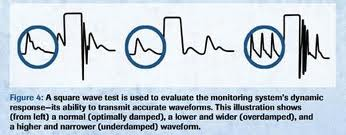 Figure 4: A square wave test is used to evaluate the monitoring system's dynamic
response—its ability to transmit accurate waveforms. This illustration shows
(from left) a normal (optimally damped), a lower and wider (overdamped), and
a higher and narrower (underdamped) waveform.